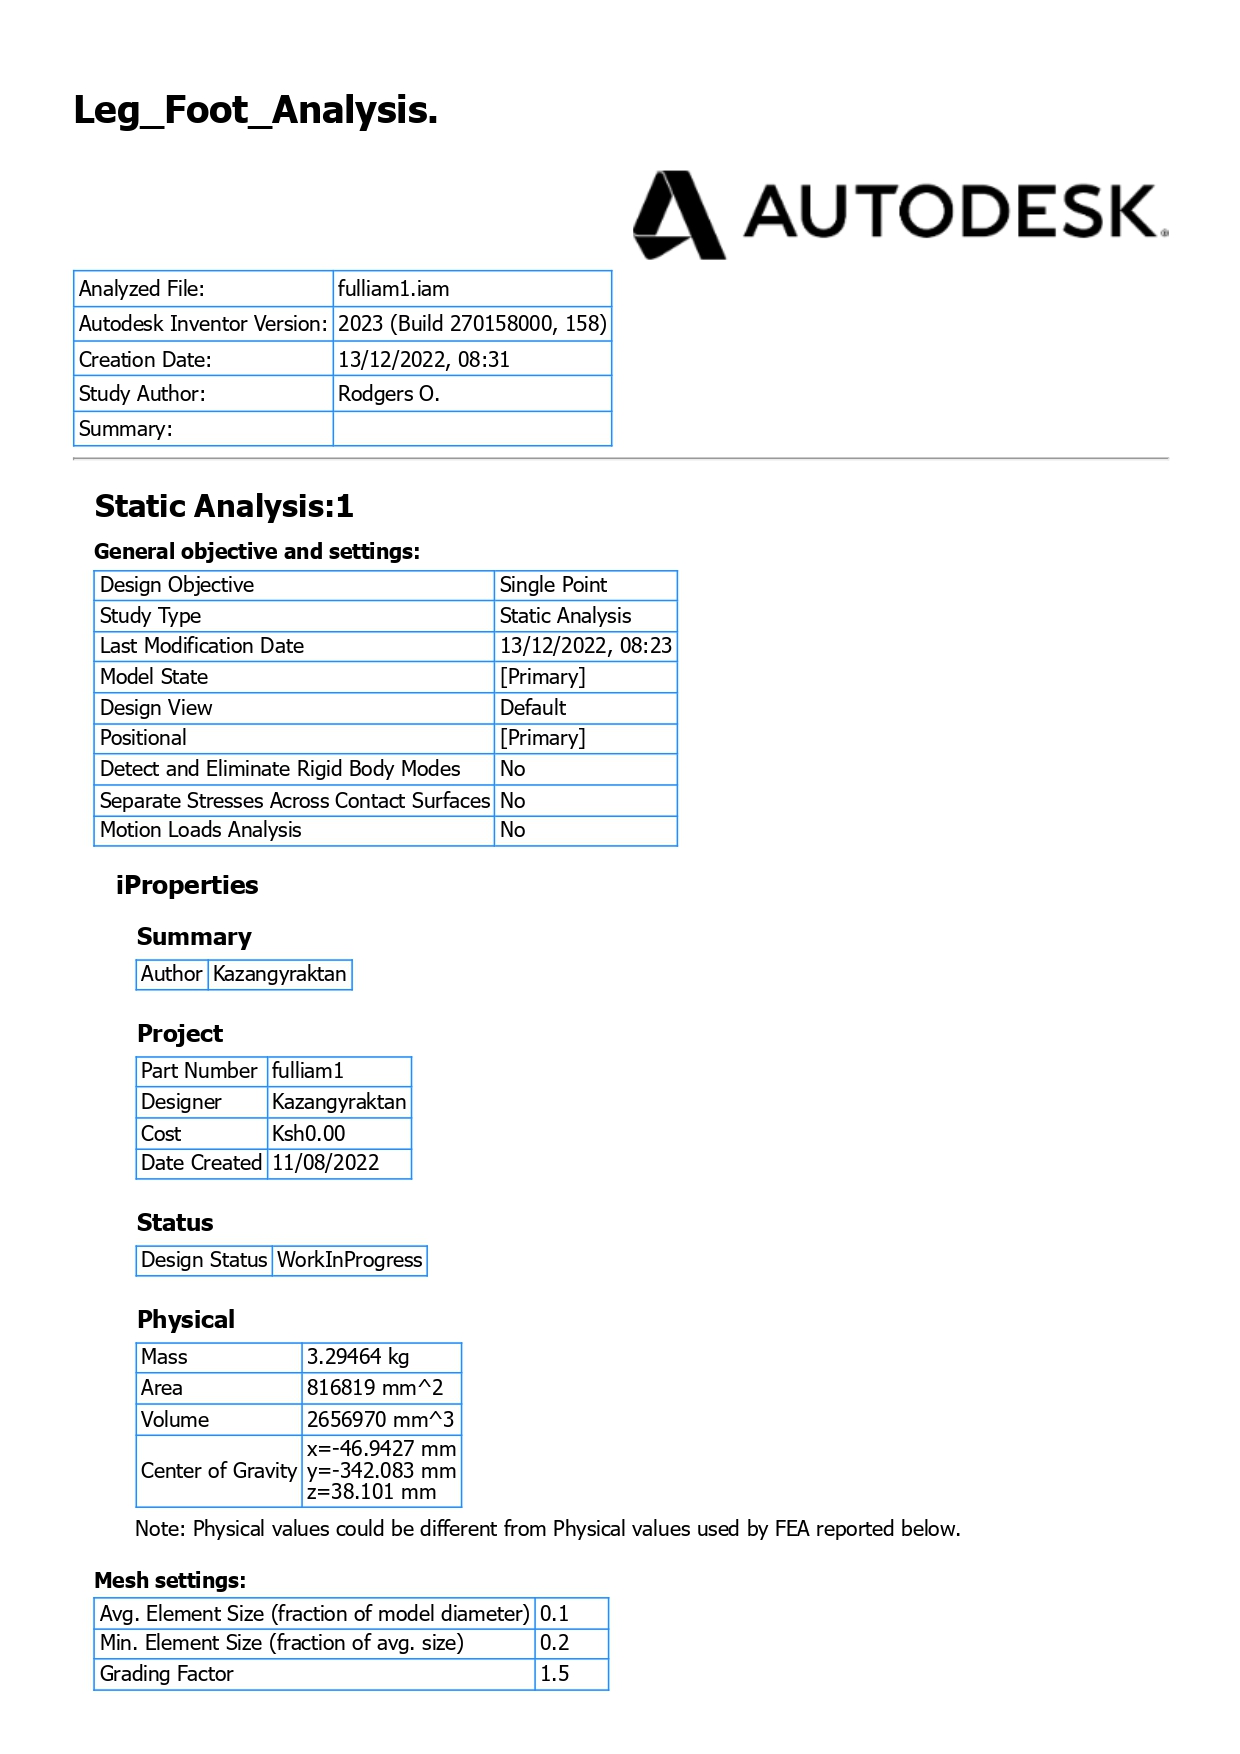 Leg_Foot_Analysis.
AUTODESK®
Analyzed File: fulliam1.iam
Autodesk Inventor Version: 2023 (Build 270158000, 158)
Creation Date: 13/12/2022, 08:31
Study Author: Rodgers O.
Summary:
Static Analysis:1
General objective and settings:
Design Objective Single Point
Study Type Static Analysis
Last Modification Date 13/12/2022, 08:23
Model State [Primary]
Design View Default
Positional [Primary]
Detect and Eliminate Rigid Body Modes No
Separate Stresses Across Contact Surfaces No
Motion Loads Analysis No
iProperties
Summary
Author Kazangyraktan
Project
Part Number fulliam1
Designer Kazangyraktan
Cost Ksh0.00
Date Created 11/08/2022
Status
Design Status WorkInProgress
Physical
Mass 3.29464 kg
Area 816819 mm^2
Volume 2656970 mm^3
Center of Gravity x=-46.9427 mm
y=-342.083 mm
z=38.101 mm
Note: Physical values could be different from Physical values used by FEA reported below.
Mesh settings:
Avg. Element Size (fraction of model diameter) 0.1
Min. Element Size (fraction of avg. size) 0.2
Grading Factor 1.5